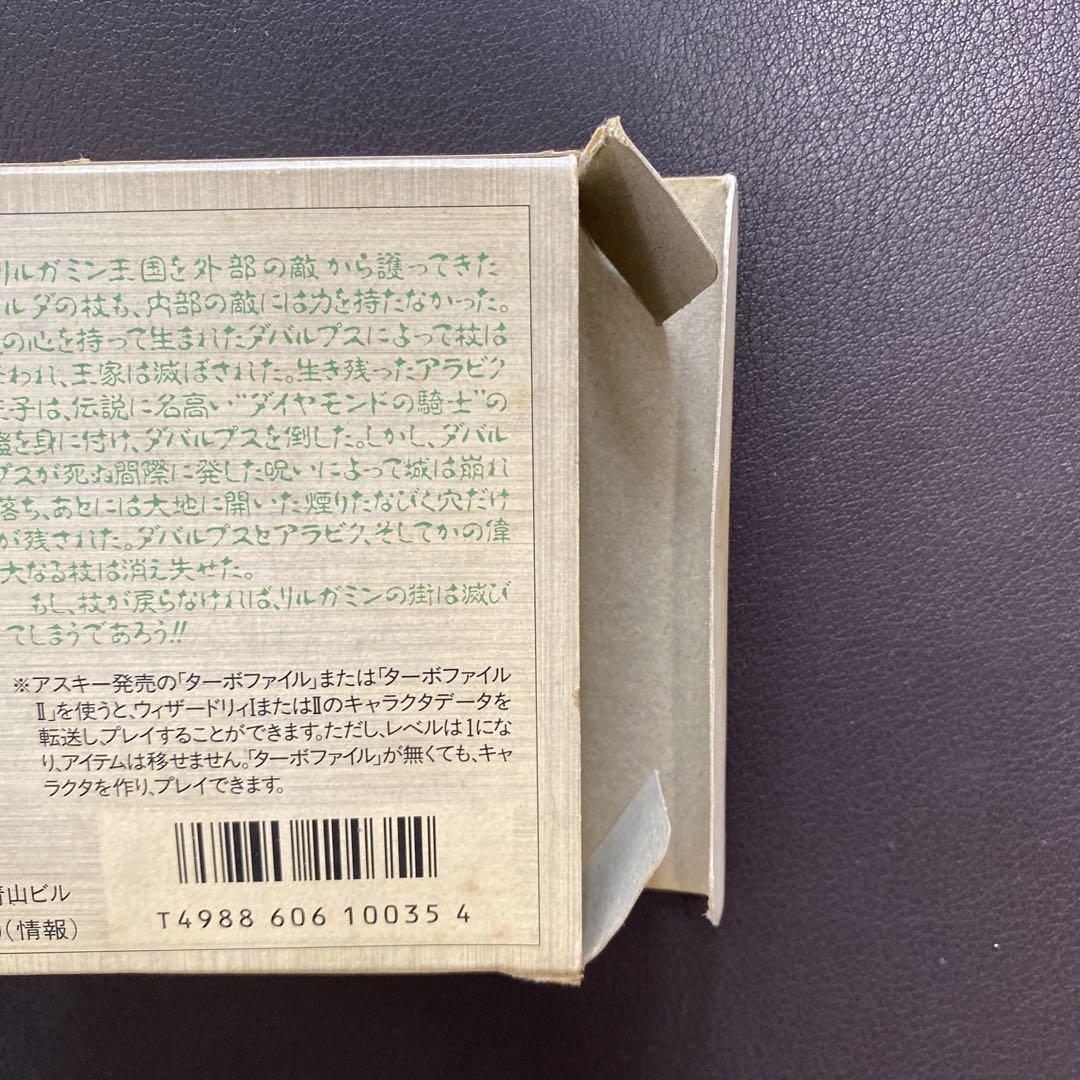 リルガミン王国を外部の敵から護ってきた
ルダの杖も、内部の敵には力を持たなかった。
の心を持って生まれたダバルプスによって杖は
われ、王家は滅ぼされた。生き残ったアラビク
子は、伝説に名高い“ダイヤモンドの騎士”の
鎧を身に付け、ダバルプスを倒した。しかし、ダバル
プスが死ぬ間際に発した呪いによって城は崩れ
落ち、あとには大地に開いた煙りたなびく穴だけ
が残された。ダバルプスとアラビク、そしてかの偉
大なる杖は消え失せた。
もし、杖が戻らなければ、リルガミンの街は滅び
てしまうであろう!!
※アスキー発売の「ターボファイル」または「ターボファイル
II」を使うと、ウィザードリィIまたはIIのキャラクタデータを
転送し、プレイすることができます。ただし、レベルは1にな
り、アイテムは移せません。「ターボファイル」が無くても、キャ
ラクタを作り、プレイできます。
T4988 606 10035 4
青山ビル
(情報)